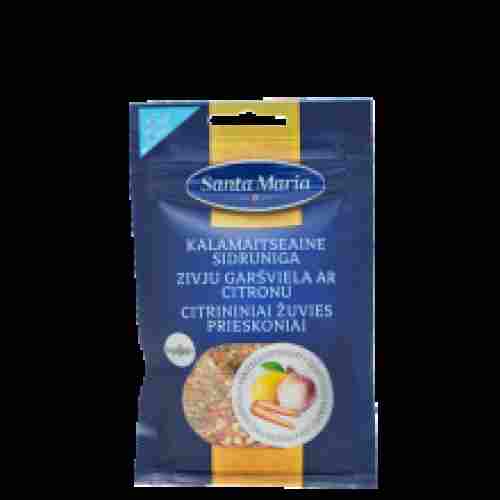 Santa Maria
KALAMAITSEAINE
SIDRUNIGA
ZIVJU GARŠVIELA AR
CITRONU
CITRININIAI ŽUVIES
PRIESKONIAI